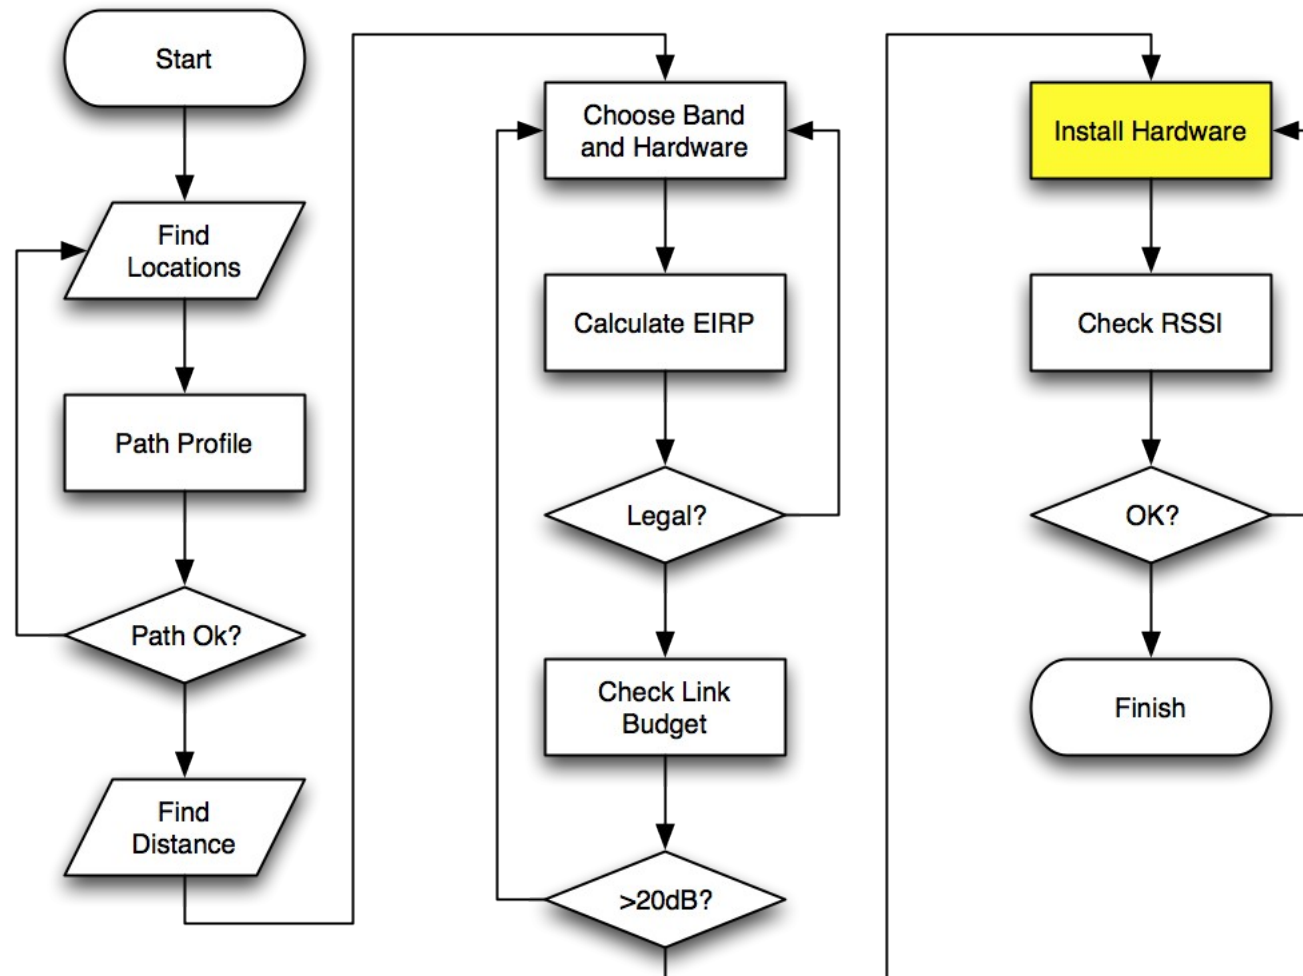 Start
Find
Locations
Path Profile
Path Ok?
Find
Distance
Choose Band
and Hardware
Calculate EIRP
Legal?
Check Link
Budget
>20dB?
Install Hardware
Check RSSI
OK?
Finish